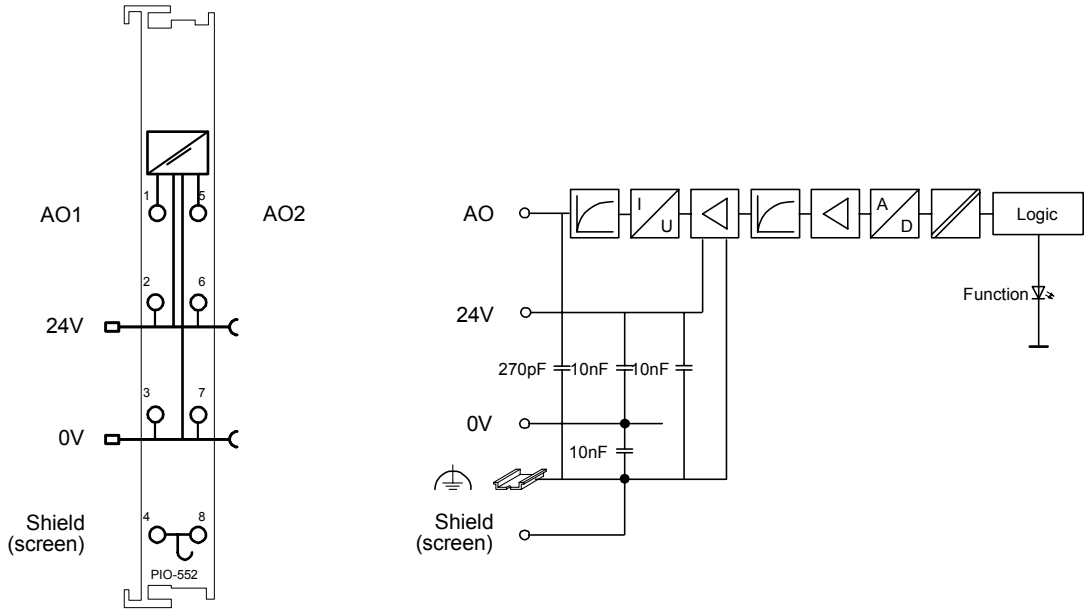 1
5
AO1
AO2
2
6
24V
3
7
0V
Shield
(screen)
4
8
PIO-552
AO
I
U
A
D
Logic
Function
24V
270pF
10nF
10nF
0V
10nF
Shield
(screen)